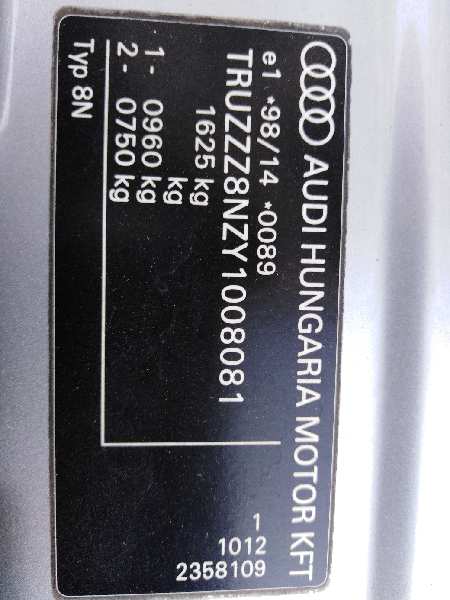 AUDI HUNGARIA MOTOR KFT
e1 *98/14 *0089
1
1012
2358109
TRUZZZ8NZY1008081
1625 kg
kg
1- 0960 kg
2- 0750 kg
Typ 8N